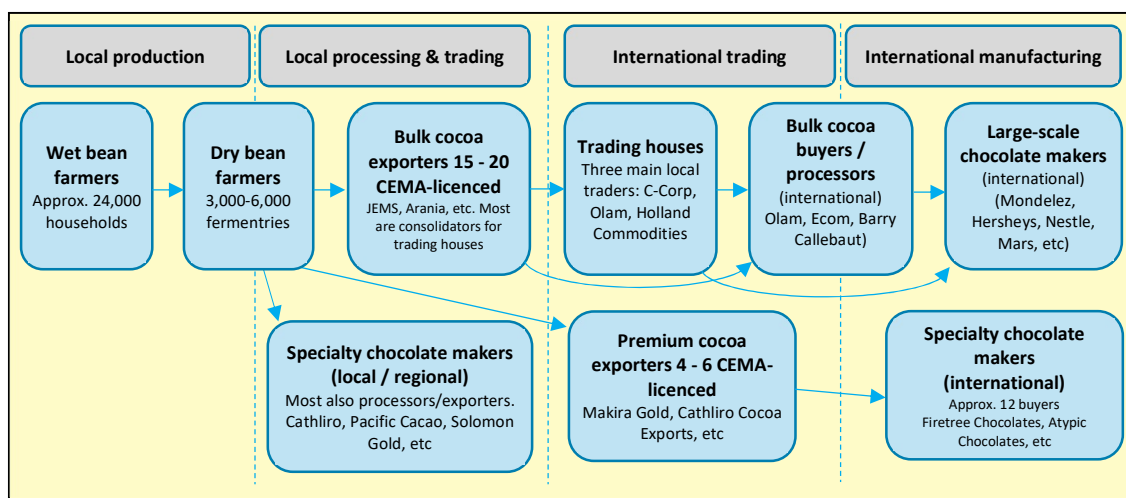 Local production
Local processing & trading
International trading
International manufacturing
Wet bean
farmers
Approx. 24,000
households
Dry bean
farmers
3,000-6,000
fermentries
Bulk cocoa
exporters 15 - 20
CEMA-licenced
JEMS, Arania, etc. Most
are consolidators for
trading houses
Trading houses
Three main local
traders: C-Corp,
Olam, Holland
Commodities
Bulk cocoa
buyers /
processors
(international)
Olam, Ecom, Barry
Callebaut)
Large-scale
chocolate makers
(international)
(Mondelez,
Hersheys, Nestle,
Mars, etc)
Specialty chocolate makers
(local / regional)
Most also processors/exporters.
Cathliro, Pacific Cacao, Solomon
Gold, etc
Premium cocoa
exporters 4 - 6 CEMA-
licenced
Makira Gold, Cathliro Cocoa
Exports, etc
Specialty chocolate
makers
(international)
Approx. 12 buyers
Firetree Chocolates, Atypic
Chocolates, etc